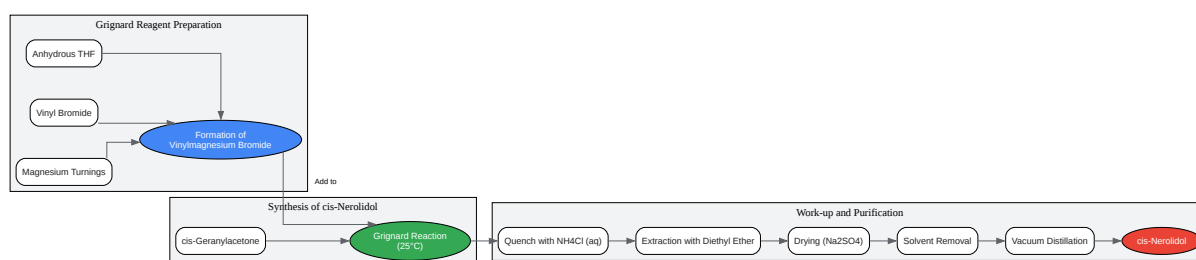 Grignard Reagent Preparation
Anhydrous THF
Vinyl Bromide
Formation of
Vinylmagnesium Bromide
Magnesium Turnings
Add to
Synthesis of cis-Nerolidol
cis-Geranylacetone
Grignard Reaction
(25°C)
Work-up and Purification
Quench with NH4Cl (aq)
Extraction with Diethyl Ether
Drying (Na2SO4)
Solvent Removal
Vacuum Distillation
cis-Nerolidol